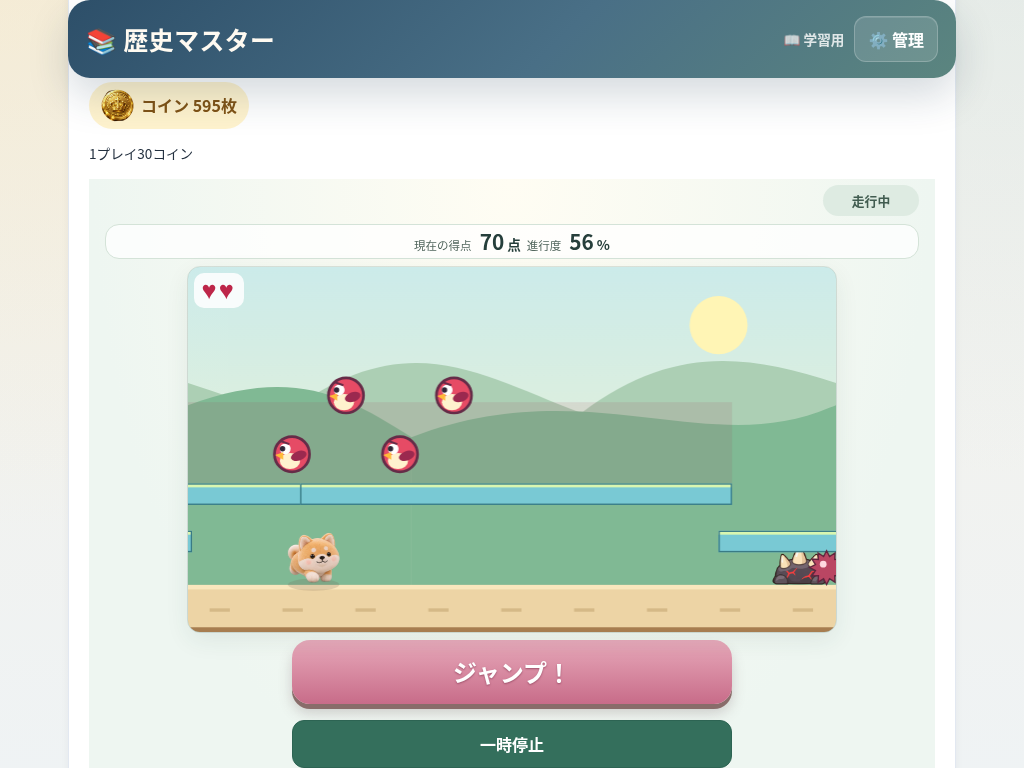 📚 歴史マスター
📖 学習用
⚙️ 管理
コイン 595枚
1プレイ30コイン
走行中
現在の得点 70 点 進行度 56 %
♥♥
ジャンプ！
一時停止